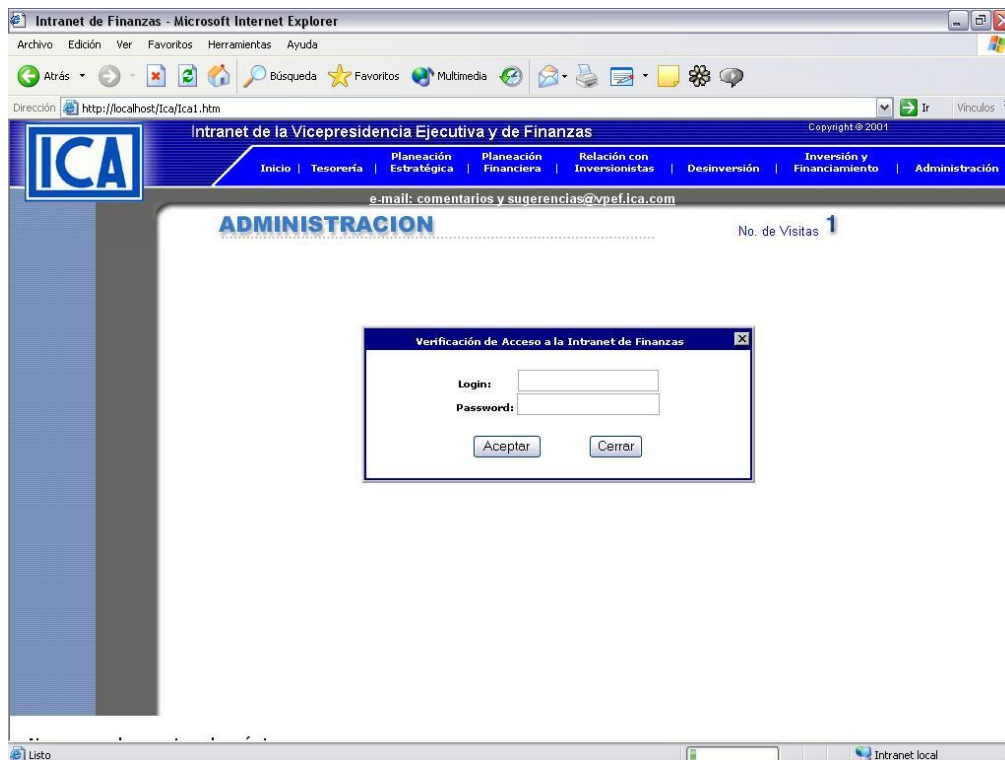 Intranet de Finanzas - Microsoft Internet Explorer
Archivo Edición Ver Favoritos Herramientas Ayuda
Atrás Búsqueda Favoritos Multimedia
Dirección http://localhost/Ica/Ica1.htm Ir Vínculos
ICA
Intranet de la Vicepresidencia Ejecutiva y de Finanzas
Copyright © 2001
Inicio | Tesorería | Planeación Estratégica | Planeación Financiera | Relación con Inversionistas | Desinversión | Inversión y Financiamiento | Administración
e-mail: comentarios y sugerencias@vpef.ica.com
ADMINISTRACION
No. de Visitas 1
Verificación de Acceso a la Intranet de Finanzas
Login:
Password:
Aceptar Cerrar
Listo Intranet local